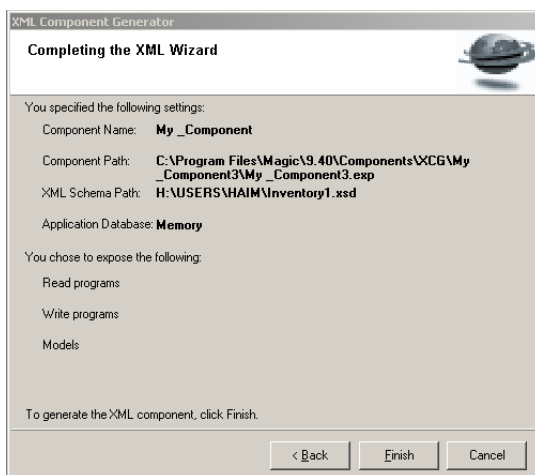 XML Component Generator
Completing the XML Wizard
You specified the following settings:
Component Name: My _Component
Component Path: C:\Program Files\Magic\9.40\Components\XCG\My
_Component3\My _Component3.exp
XML Schema Path: H:\USERS\HAIM\Inventory1.xsd
Application Database: Memory
You chose to expose the following:
Read programs
Write programs
Models
To generate the XML component, click Finish.
< Back
Finish
Cancel